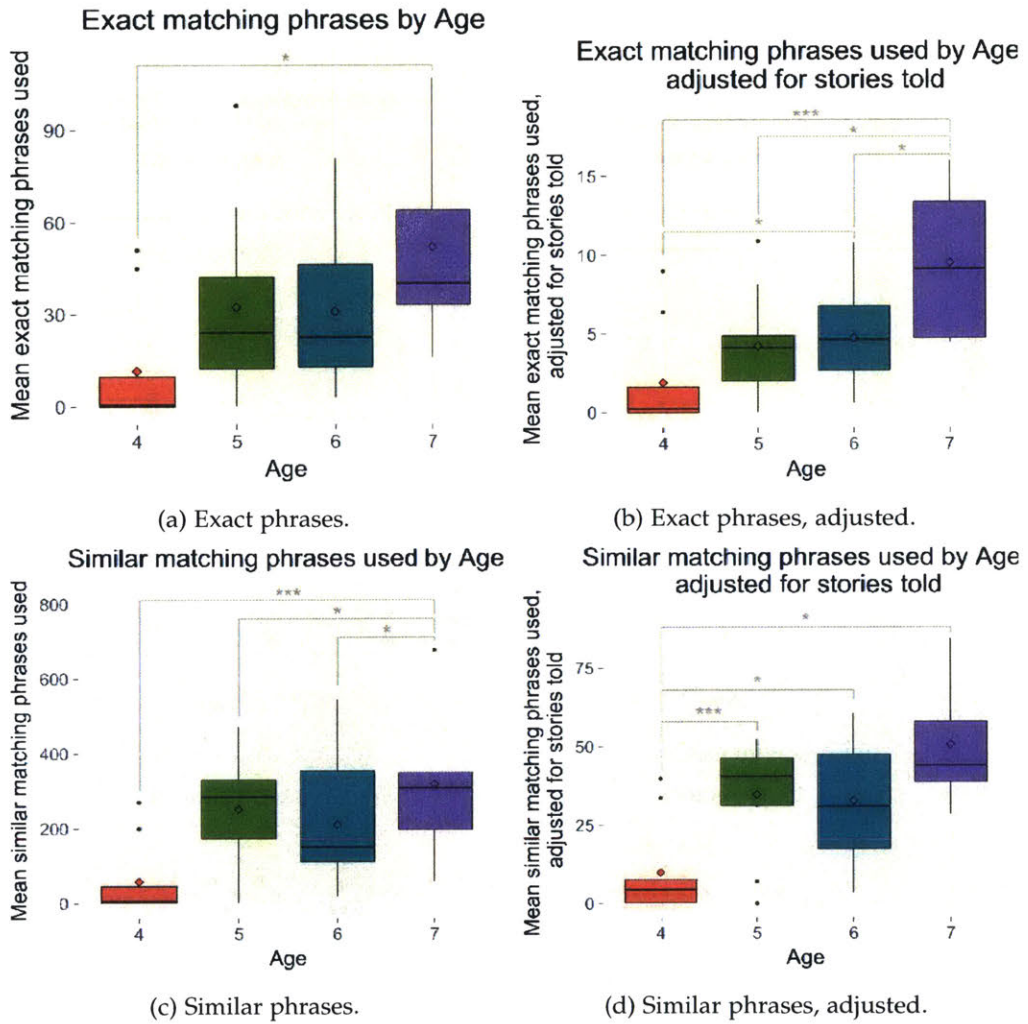 Exact matching phrases by Age
Mean exact matching phrases used
90
60
30
0
*
4
5
6
7
Age
(a) Exact phrases.
Exact matching phrases used by Age
adjusted for stories told
Mean exact matching phrases used,
adjusted for stories told
15
10
5
0
***
*
*
*
4
5
6
7
Age
(b) Exact phrases, adjusted.
Similar matching phrases used by Age
Mean similar matching phrases used
800
600
400
200
0
***
*
*
4
5
6
7
Age
(c) Similar phrases.
Similar matching phrases used by Age
adjusted for stories told
Mean similar matching phrases used,
adjusted for stories told
75
50
25
0
*
*
***
4
5
6
7
Age
(d) Similar phrases, adjusted.